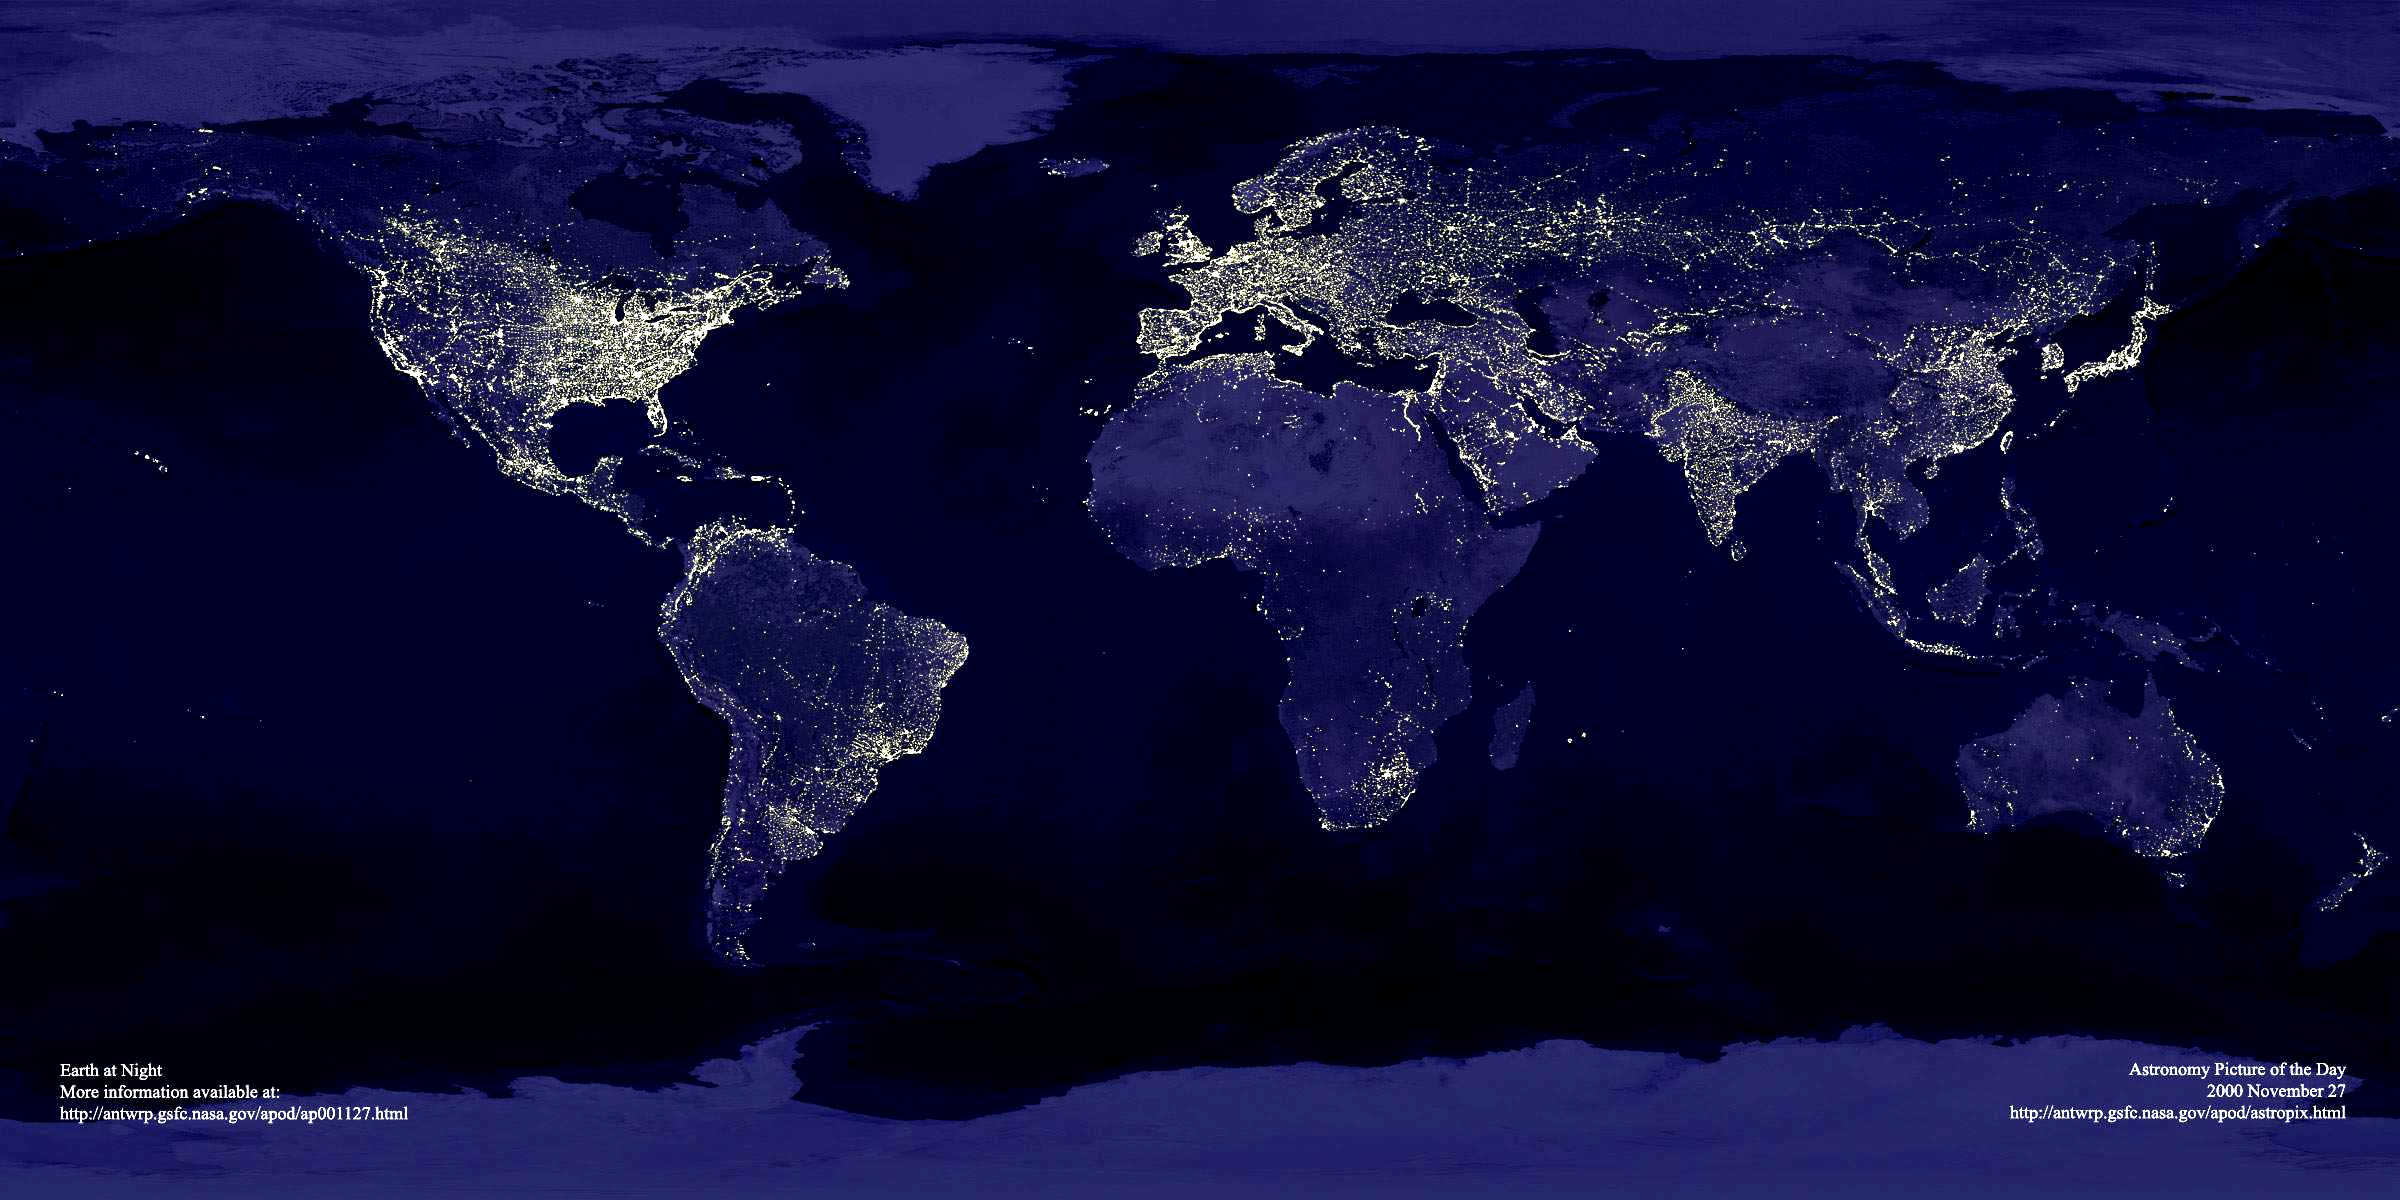 Earth at Night
More information available at:
http://antwrp.gsfc.nasa.gov/apod/ap001127.html
Astronomy Picture of the Day
2000 November 27
http://antwrp.gsfc.nasa.gov/apod/astropix.html